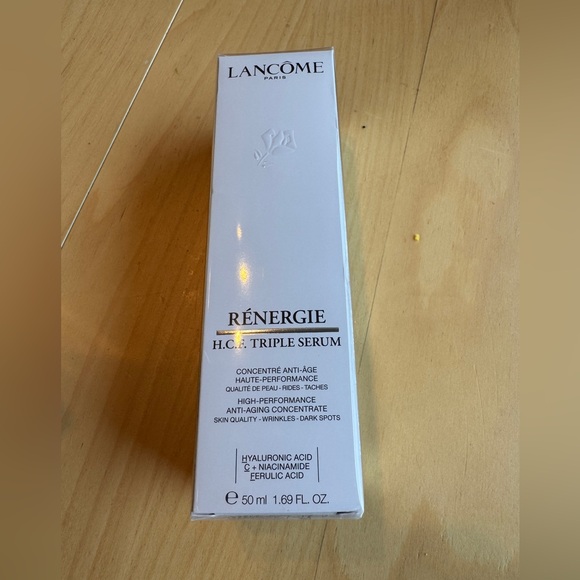 LANCÔME
PARIS
RÉNERGIE
H.C.F. TRIPLE SERUM
CONCENTRÉ ANTI-ÂGE
HAUTE-PERFORMANCE
QUALITÉ DE PEAU - RIDES - TACHES
HIGH-PERFORMANCE
ANTI-AGING CONCENTRATE
SKIN QUALITY - WRINKLES - DARK SPOTS
HYALURONIC ACID
C + NIACINAMIDE
FERULIC ACID
℮ 50 ml 1.69 FL. OZ.